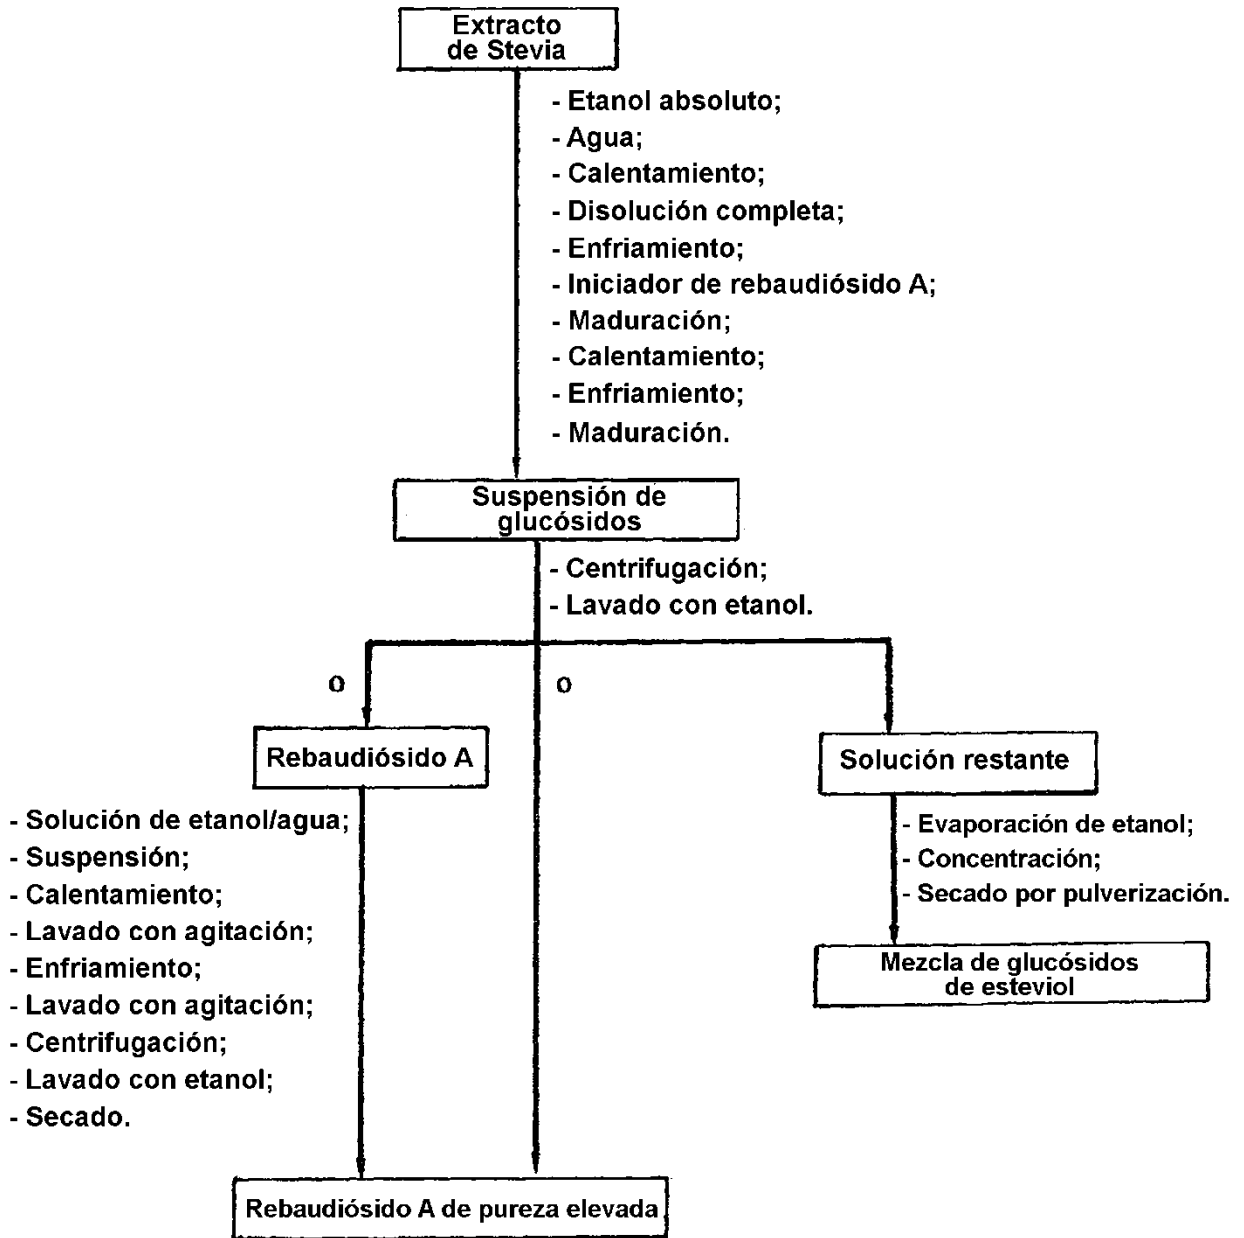 Extracto
de Stevia
- Etanol absoluto;
- Agua;
- Calentamiento;
- Disolución completa;
- Enfriamiento;
- Iniciador de rebaudiósido A;
- Maduración;
- Calentamiento;
- Enfriamiento;
- Maduración.
Suspensión de
glucósidos
- Centrifugación;
- Lavado con etanol.
o
o
Rebaudiósido A
Solución restante
- Solución de etanol/agua;
- Suspensión;
- Calentamiento;
- Lavado con agitación;
- Enfriamiento;
- Lavado con agitación;
- Centrifugación;
- Lavado con etanol;
- Secado.
- Evaporación de etanol;
- Concentración;
- Secado por pulverización.
Mezcla de glucósidos
de esteviol
Rebaudiósido A de pureza elevada